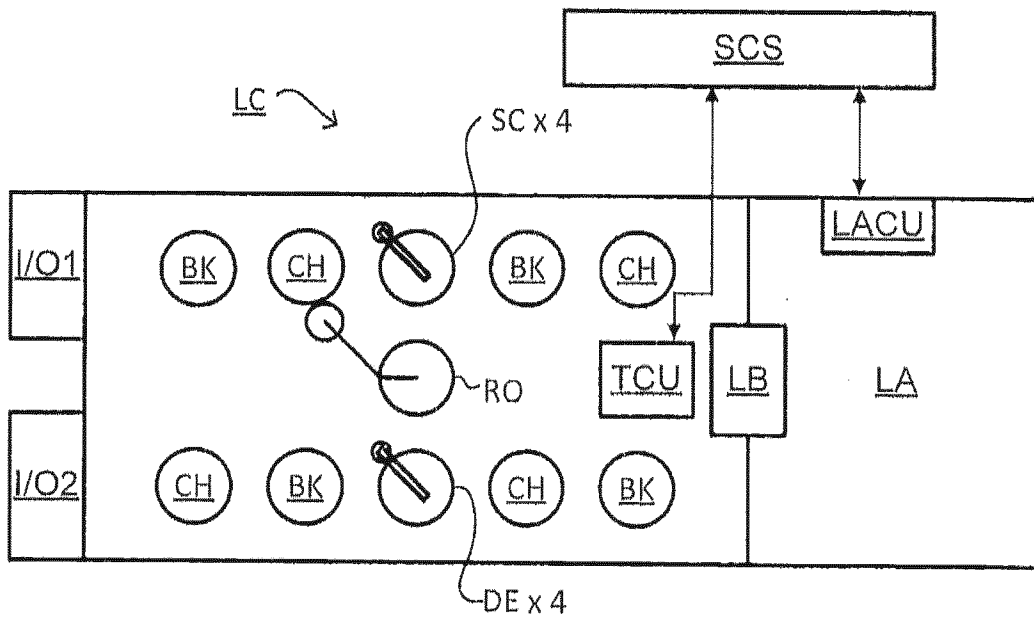 SCS
LC
SC x 4
I/O1
BK
CH
BK
CH
LACU
RO
TCU
LB
LA
I/O2
CH
BK
CH
BK
DE x 4